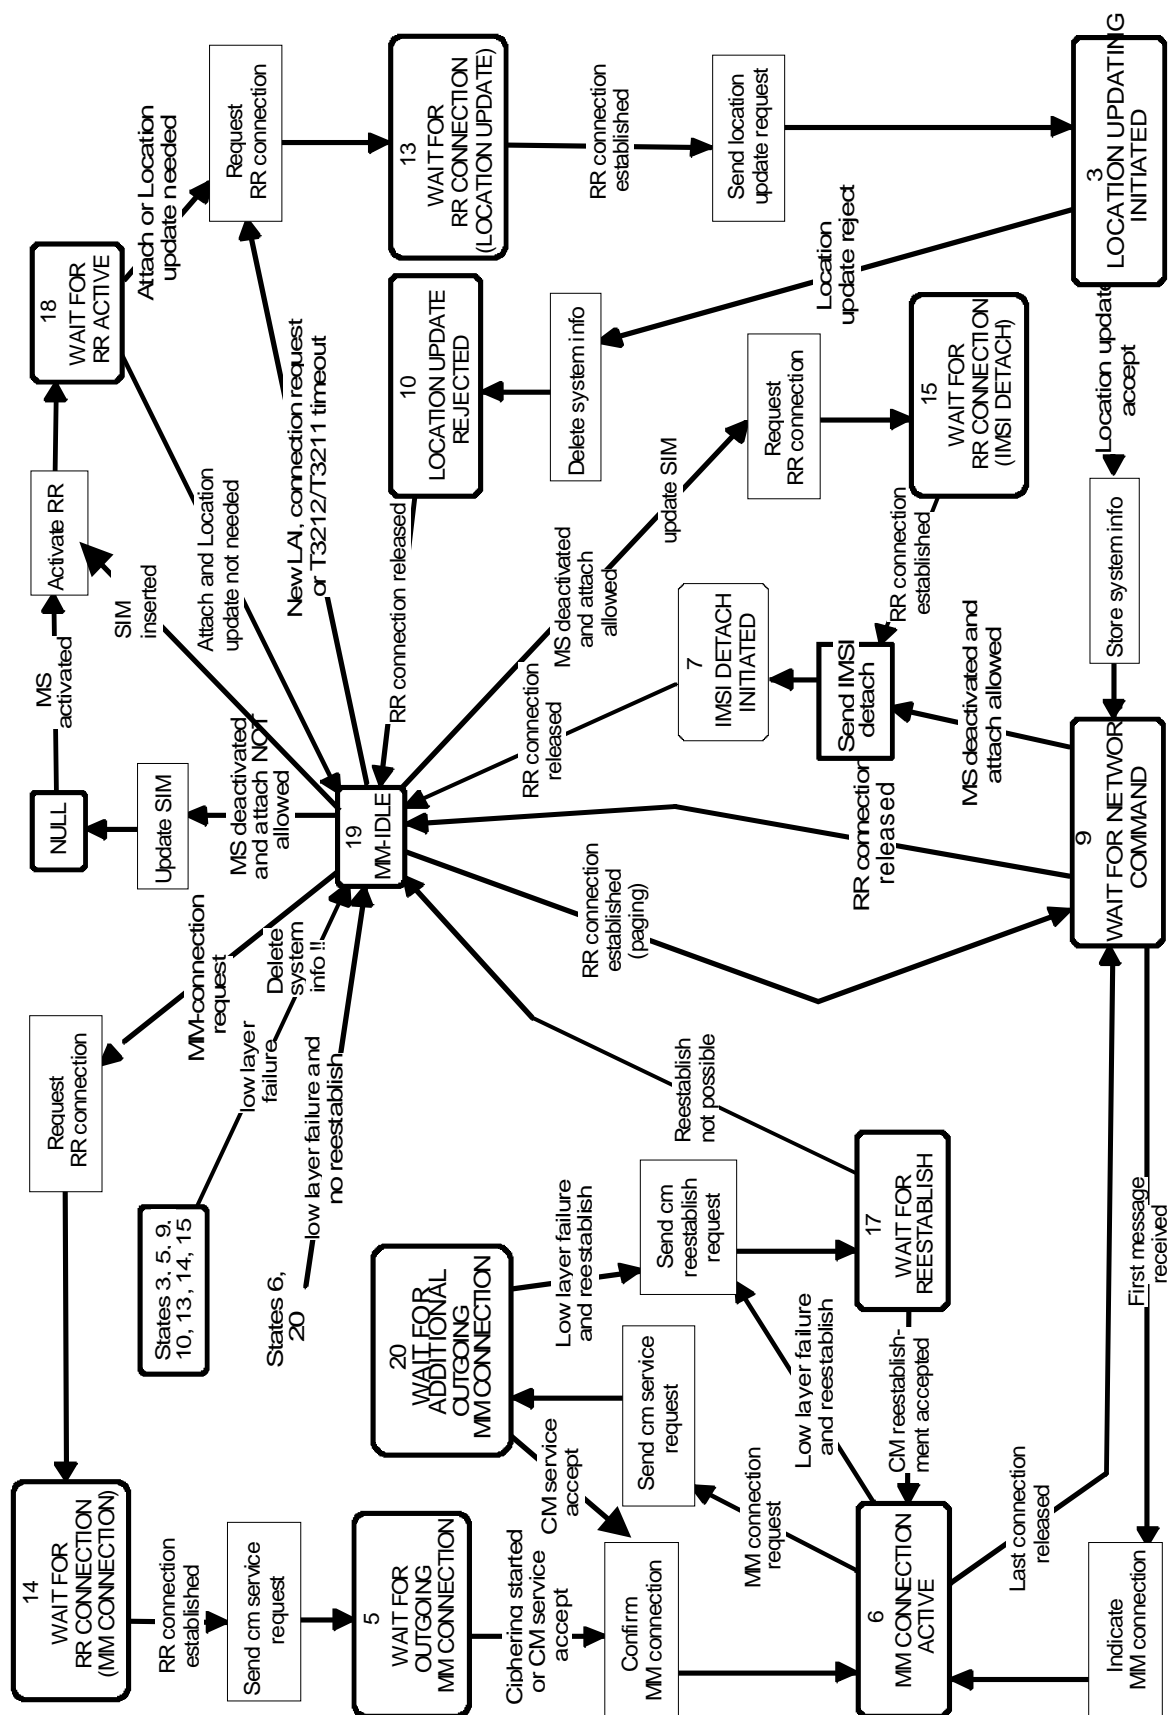 14
WAIT FOR
RR CONNECTION
(MM CONNECTION)
Request
RR connection
NULL
MS
activated
Activate RR
18
WAIT FOR
RR ACTIVE
Attach or Location
update needed
Request
RR connection
RR connection
established
Send cm service
request
States 3. 5. 9.
10, 13, 14, 15
low layer
failure
MM-connection
request
Update SIM
MS deactivated
and attach NOT
allowed
SIM
inserted
Attach and Location
update not needed
Delete
system
info !!
States 6,
20
low layer failure and
no reestablish
New LAI, connection request
or T3212/T3211 timeout
5
WAIT FOR
OUTGOING
MM CONNECTION
20
WAIT FOR
ADDITIONAL
OUTGOING
MM CONNECTION
19
MM-IDLE
RR connection released
10
LOCATION UPDATE
REJECTED
13
WAIT FOR
RR CONNECTION
(LOCATION UPDATE)
Ciphering started
or CM service
accept
CM service
accept
Low layer failure
and reestablish
RR connection
established
(paging)
RR connection
released
MS deactivated
and attach
allowed
Delete system info
RR connection
established
Confirm
MM connection
Send cm service
request
Send cm
reestablish
request
Reestablish
not possible
7
IMSI DETACH
INITIATED
update SIM
Request
RR connection
Location
update reject
Send location
update request
MM connection
request
Low layer failure
and reestablish
Send IMSI
detach
RR connection
established
RR connection
released
6
MM CONNECTION
ACTIVE
CM reestablish-
ment accepted
17
WAIT FOR
REESTABLISH
MS deactivated and
attach allowed
15
WAIT FOR
RR CONNECTION
(IMSI DETACH)
Last connection
released
Indicate
MM connection
First message
received
9
WAIT FOR NETWORK
COMMAND
Store system info
Location update
accept
3
LOCATION UPDATING
INITIATED